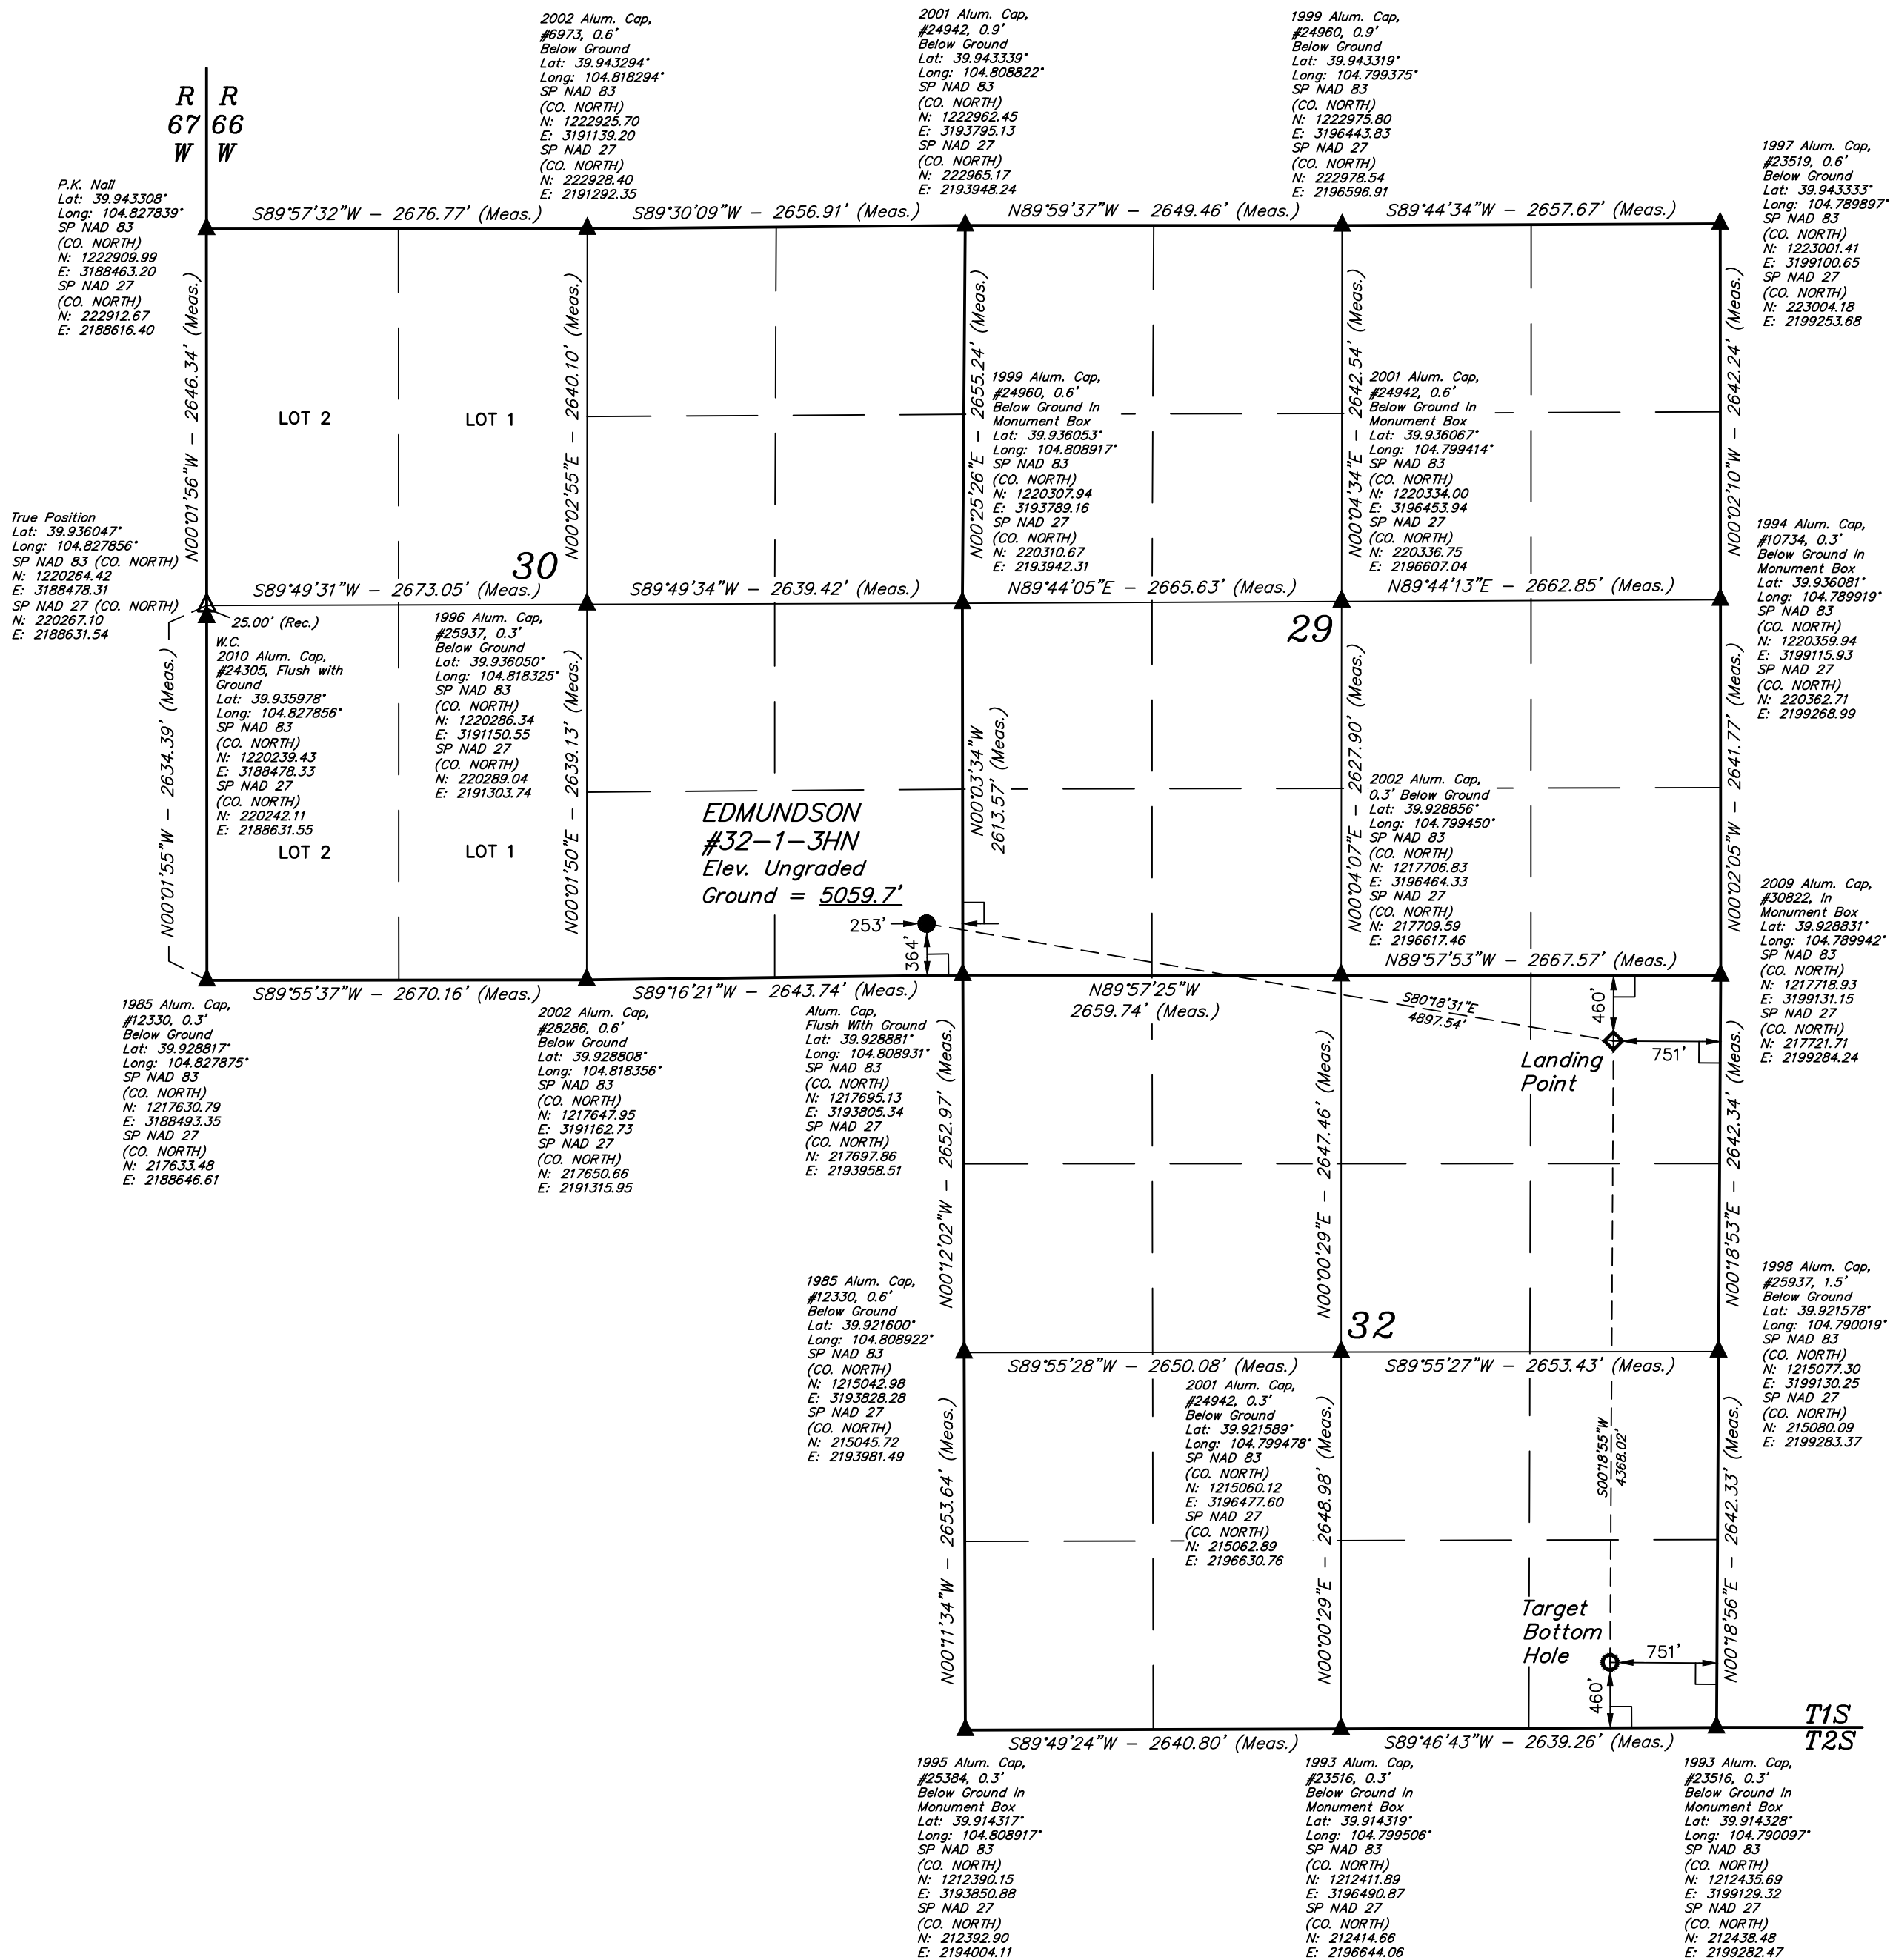 2002 Alum. Cap,
#6973, 0.6'
Below Ground
Lat: 39.943294°
Long: 104.818294°
SP NAD 83
(CO. NORTH)
N: 1222925.70
E: 3191139.20
SP NAD 27
(CO. NORTH)
N: 222928.40
E: 2191292.35
2001 Alum. Cap,
#24942, 0.9'
Below Ground
Lat: 39.943339°
Long: 104.808822°
SP NAD 83
(CO. NORTH)
N: 1222962.45
E: 3193795.13
SP NAD 27
(CO. NORTH)
N: 222965.17
E: 2193948.24
1999 Alum. Cap,
#24960, 0.9'
Below Ground
Lat: 39.943319°
Long: 104.799375°
SP NAD 83
(CO. NORTH)
N: 1222975.80
E: 3196443.83
SP NAD 27
(CO. NORTH)
N: 222978.54
E: 2196596.91
R R
67 66
W W
1997 Alum. Cap,
#23519, 0.6'
Below Ground
Lat: 39.943333°
Long: 104.789897°
SP NAD 83
(CO. NORTH)
N: 1223001.41
E: 3199100.65
SP NAD 27
(CO. NORTH)
N: 223004.18
E: 2199253.68
P.K. Nail
Lat: 39.943308°
Long: 104.827839°
SP NAD 83
(CO. NORTH)
N: 1222909.99
E: 3188463.20
SP NAD 27
(CO. NORTH)
N: 222912.67
E: 2188616.40
S89°57'32"W - 2676.77' (Meas.)
S89°30'09"W - 2656.91' (Meas.)
N89°59'37"W - 2649.46' (Meas.)
S89°44'34"W - 2657.67' (Meas.)
N00°01'56"W - 2646.34' (Meas.)
N00°02'55"E - 2640.10' (Meas.)
N00°25'26"E - 2655.24' (Meas.)
N00°04'34"E - 2642.54' (Meas.)
N00°02'10"W - 2642.24' (Meas.)
LOT 2
LOT 1
1999 Alum. Cap,
#24960, 0.6'
Below Ground In
Monument Box
Lat: 39.936053°
Long: 104.808917°
SP NAD 83
(CO. NORTH)
N: 1220307.94
E: 3193789.16
SP NAD 27
(CO. NORTH)
N: 220310.67
E: 2193942.31
2001 Alum. Cap,
#24942, 0.6'
Below Ground In
Monument Box
Lat: 39.936067°
Long: 104.799414°
SP NAD 83
(CO. NORTH)
N: 1220334.00
E: 3196453.94
SP NAD 27
(CO. NORTH)
N: 220336.75
E: 2196607.04
True Position
Lat: 39.936047°
Long: 104.827856°
SP NAD 83 (CO. NORTH)
N: 1220264.42
E: 3188478.31
SP NAD 27 (CO. NORTH)
N: 220267.10
E: 2188631.54
1994 Alum. Cap,
#10734, 0.3'
Below Ground In
Monument Box
Lat: 39.936081°
Long: 104.789919°
SP NAD 83
(CO. NORTH)
N: 1220359.94
E: 3199115.93
SP NAD 27
(CO. NORTH)
N: 220362.71
E: 2199268.99
30
29
S89°49'31"W - 2673.05' (Meas.)
S89°49'34"W - 2639.42' (Meas.)
N89°44'05"E - 2665.63' (Meas.)
N89°44'13"E - 2662.85' (Meas.)
25.00' (Rec.)
W.C.
2010 Alum. Cap,
#24305, Flush with
Ground
Lat: 39.935978°
Long: 104.827856°
SP NAD 83
(CO. NORTH)
N: 1220239.43
E: 3188478.33
SP NAD 27
(CO. NORTH)
N: 220242.11
E: 2188631.55
1996 Alum. Cap,
#25937, 0.3'
Below Ground
Lat: 39.936050°
Long: 104.818325°
SP NAD 83
(CO. NORTH)
N: 1220286.34
E: 3191150.55
SP NAD 27
(CO. NORTH)
N: 220289.04
E: 2191303.74
N00°01'55"W - 2634.39' (Meas.)
N00°01'50"E - 2639.13' (Meas.)
N00°03'34"W
2613.57' (Meas.)
N00°04'07"E - 2627.90' (Meas.)
N00°02'05"W - 2641.77' (Meas.)
LOT 2
LOT 1
EDMUNDSON
#32-1-3HN
Elev. Ungraded
Ground = 5059.7'
253'
364'
2002 Alum. Cap,
0.3' Below Ground
Lat: 39.928856°
Long: 104.799450°
SP NAD 83
(CO. NORTH)
N: 1217706.83
E: 3196464.33
SP NAD 27
(CO. NORTH)
N: 217709.59
E: 2196617.46
2009 Alum. Cap,
#30822, In
Monument Box
Lat: 39.928831°
Long: 104.789942°
SP NAD 83
(CO. NORTH)
N: 1217718.93
E: 3199131.15
SP NAD 27
(CO. NORTH)
N: 217721.71
E: 2199284.24
S89°55'37"W - 2670.16' (Meas.)
S89°16'21"W - 2643.74' (Meas.)
N89°57'25"W
2659.74' (Meas.)
N89°57'53"W - 2667.57' (Meas.)
1985 Alum. Cap,
#12330, 0.3'
Below Ground
Lat: 39.928817°
Long: 104.827875°
SP NAD 83
(CO. NORTH)
N: 1217630.79
E: 3188493.35
SP NAD 27
(CO. NORTH)
N: 217633.48
E: 2188646.61
2002 Alum. Cap,
#28286, 0.6'
Below Ground
Lat: 39.928808°
Long: 104.818356°
SP NAD 83
(CO. NORTH)
N: 1217647.95
E: 3191162.73
SP NAD 27
(CO. NORTH)
N: 217650.66
E: 2191315.95
Alum. Cap,
Flush With Ground
Lat: 39.928881°
Long: 104.808931°
SP NAD 83
(CO. NORTH)
N: 1217695.13
E: 3193805.34
SP NAD 27
(CO. NORTH)
N: 217697.86
E: 2193958.51
S80°18'31"E
4897.54'
460'
751'
Landing
Point
N00°12'02"W - 2652.97' (Meas.)
N00°00'29"E - 2647.46' (Meas.)
N00°18'53"E - 2642.34' (Meas.)
1985 Alum. Cap,
#12330, 0.6'
Below Ground
Lat: 39.921600°
Long: 104.808922°
SP NAD 83
(CO. NORTH)
N: 1215042.98
E: 3193828.28
SP NAD 27
(CO. NORTH)
N: 215045.72
E: 2193981.49
32
1998 Alum. Cap,
#25937, 1.5'
Below Ground
Lat: 39.921578°
Long: 104.790019°
SP NAD 83
(CO. NORTH)
N: 1215077.30
E: 3199130.25
SP NAD 27
(CO. NORTH)
N: 215080.09
E: 2199283.37
S89°55'28"W - 2650.08' (Meas.)
S89°55'27"W - 2653.43' (Meas.)
2001 Alum. Cap,
#24942, 0.3'
Below Ground
Lat: 39.921589°
Long: 104.799478°
SP NAD 83
(CO. NORTH)
N: 1215060.12
E: 3196477.60
SP NAD 27
(CO. NORTH)
N: 215062.89
E: 2196630.76
N00°11'34"W - 2653.64' (Meas.)
N00°00'29"E - 2648.98' (Meas.)
S00°18'55"W
4368.02'
N00°18'56"E - 2642.33' (Meas.)
Target
Bottom
Hole
751'
460'
T1S
T2S
S89°49'24"W - 2640.80' (Meas.)
S89°46'43"W - 2639.26' (Meas.)
1995 Alum. Cap,
#25384, 0.3'
Below Ground In
Monument Box
Lat: 39.914317°
Long: 104.808917°
SP NAD 83
(CO. NORTH)
N: 1212390.15
E: 3193850.88
SP NAD 27
(CO. NORTH)
N: 212392.90
E: 2194004.11
1993 Alum. Cap,
#23516, 0.3'
Below Ground In
Monument Box
Lat: 39.914319°
Long: 104.799506°
SP NAD 83
(CO. NORTH)
N: 1212411.89
E: 3196490.87
SP NAD 27
(CO. NORTH)
N: 212414.66
E: 2196644.06
1993 Alum. Cap,
#23516, 0.3'
Below Ground In
Monument Box
Lat: 39.914328°
Long: 104.790097°
SP NAD 83
(CO. NORTH)
N: 1212435.69
E: 3199129.32
SP NAD 27
(CO. NORTH)
N: 212438.48
E: 2199282.47